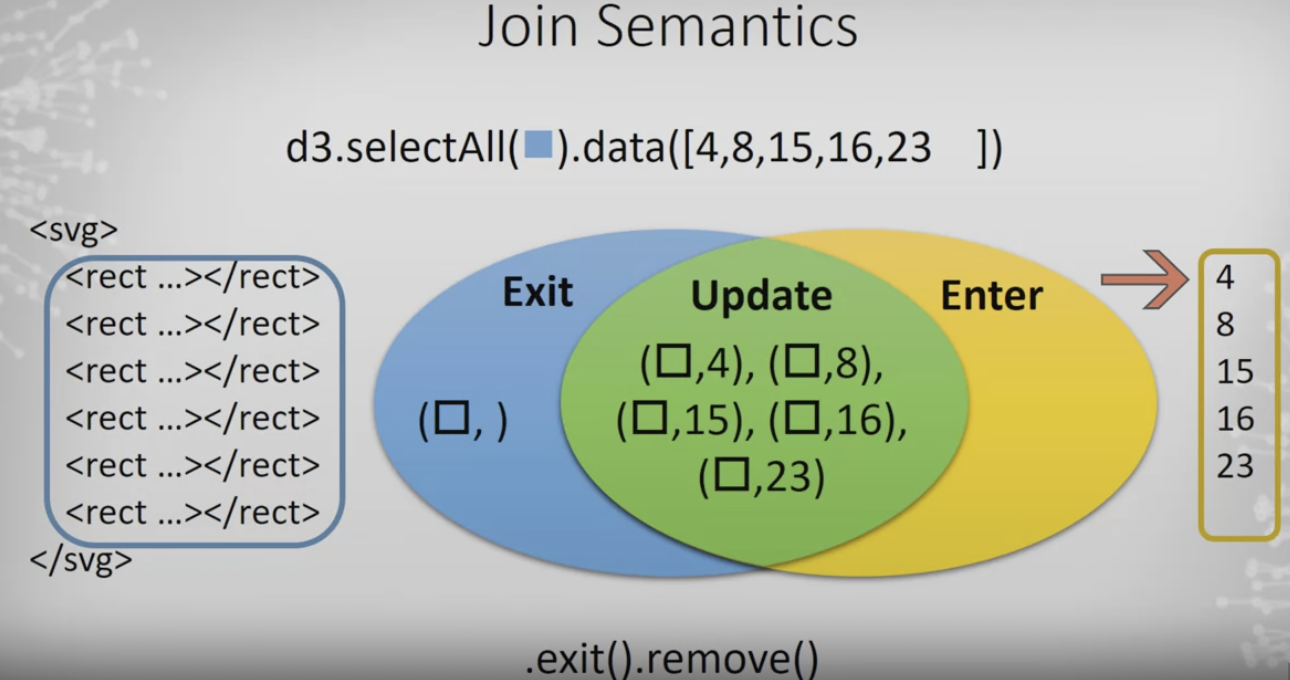 Join Semantics
d3.selectAll( ).data([4,8,15,16,23 ])
<svg>
<rect ...></rect>
<rect ...></rect>
<rect ...></rect>
<rect ...></rect>
<rect ...></rect>
<rect ...></rect>
</svg>
Exit
(□, )
Update
(□,4), (□,8),
(□,15), (□,16),
(□,23)
Enter
4
8
15
16
23
.exit().remove()